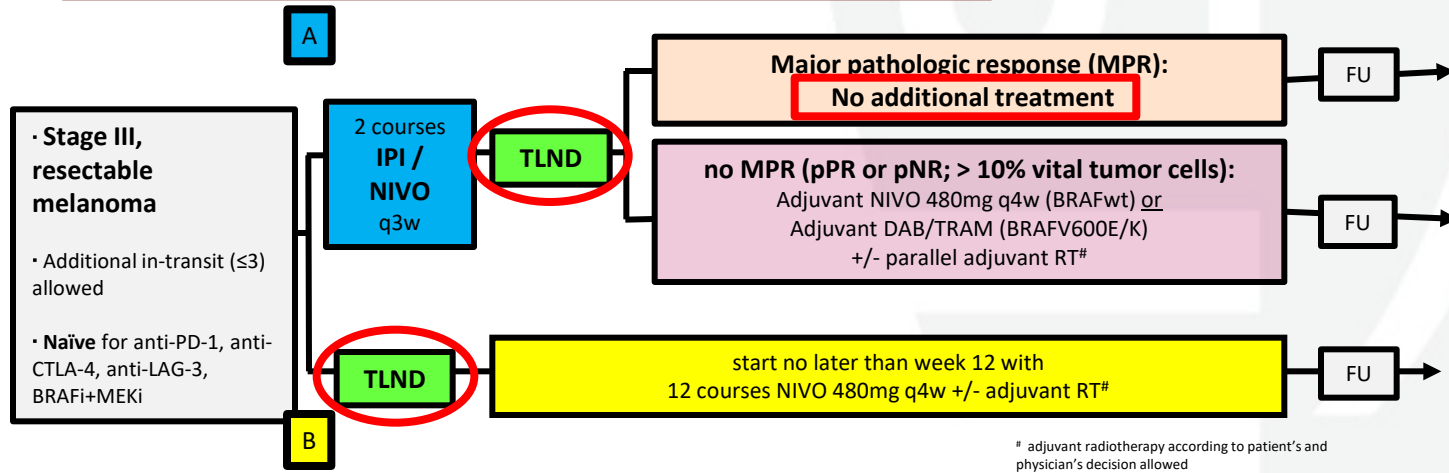 A
· Stage III,
resectable
melanoma
· Additional in-transit (≤3)
allowed
· Naïve for anti-PD-1, anti-
CTLA-4, anti-LAG-3,
BRAFi+MEKi
2 courses
IPI /
NIVO
q3w
TLND
Major pathologic response (MPR):
No additional treatment
FU
no MPR (pPR or pNR; > 10% vital tumor cells):
Adjuvant NIVO 480mg q4w (BRAFwt) or
Adjuvant DAB/TRAM (BRAFV600E/K)
+/- parallel adjuvant RT#
FU
B
TLND
start no later than week 12 with
12 courses NIVO 480mg q4w +/- adjuvant RT#
FU
# adjuvant radiotherapy according to patient's and
physician's decision allowed